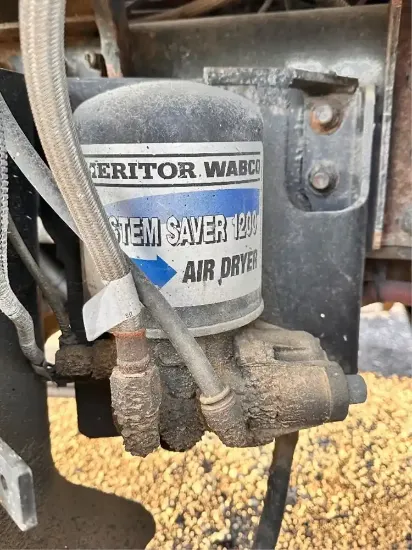 ERITOR WABCO
STEM SAVER 1200
AIR DRYER